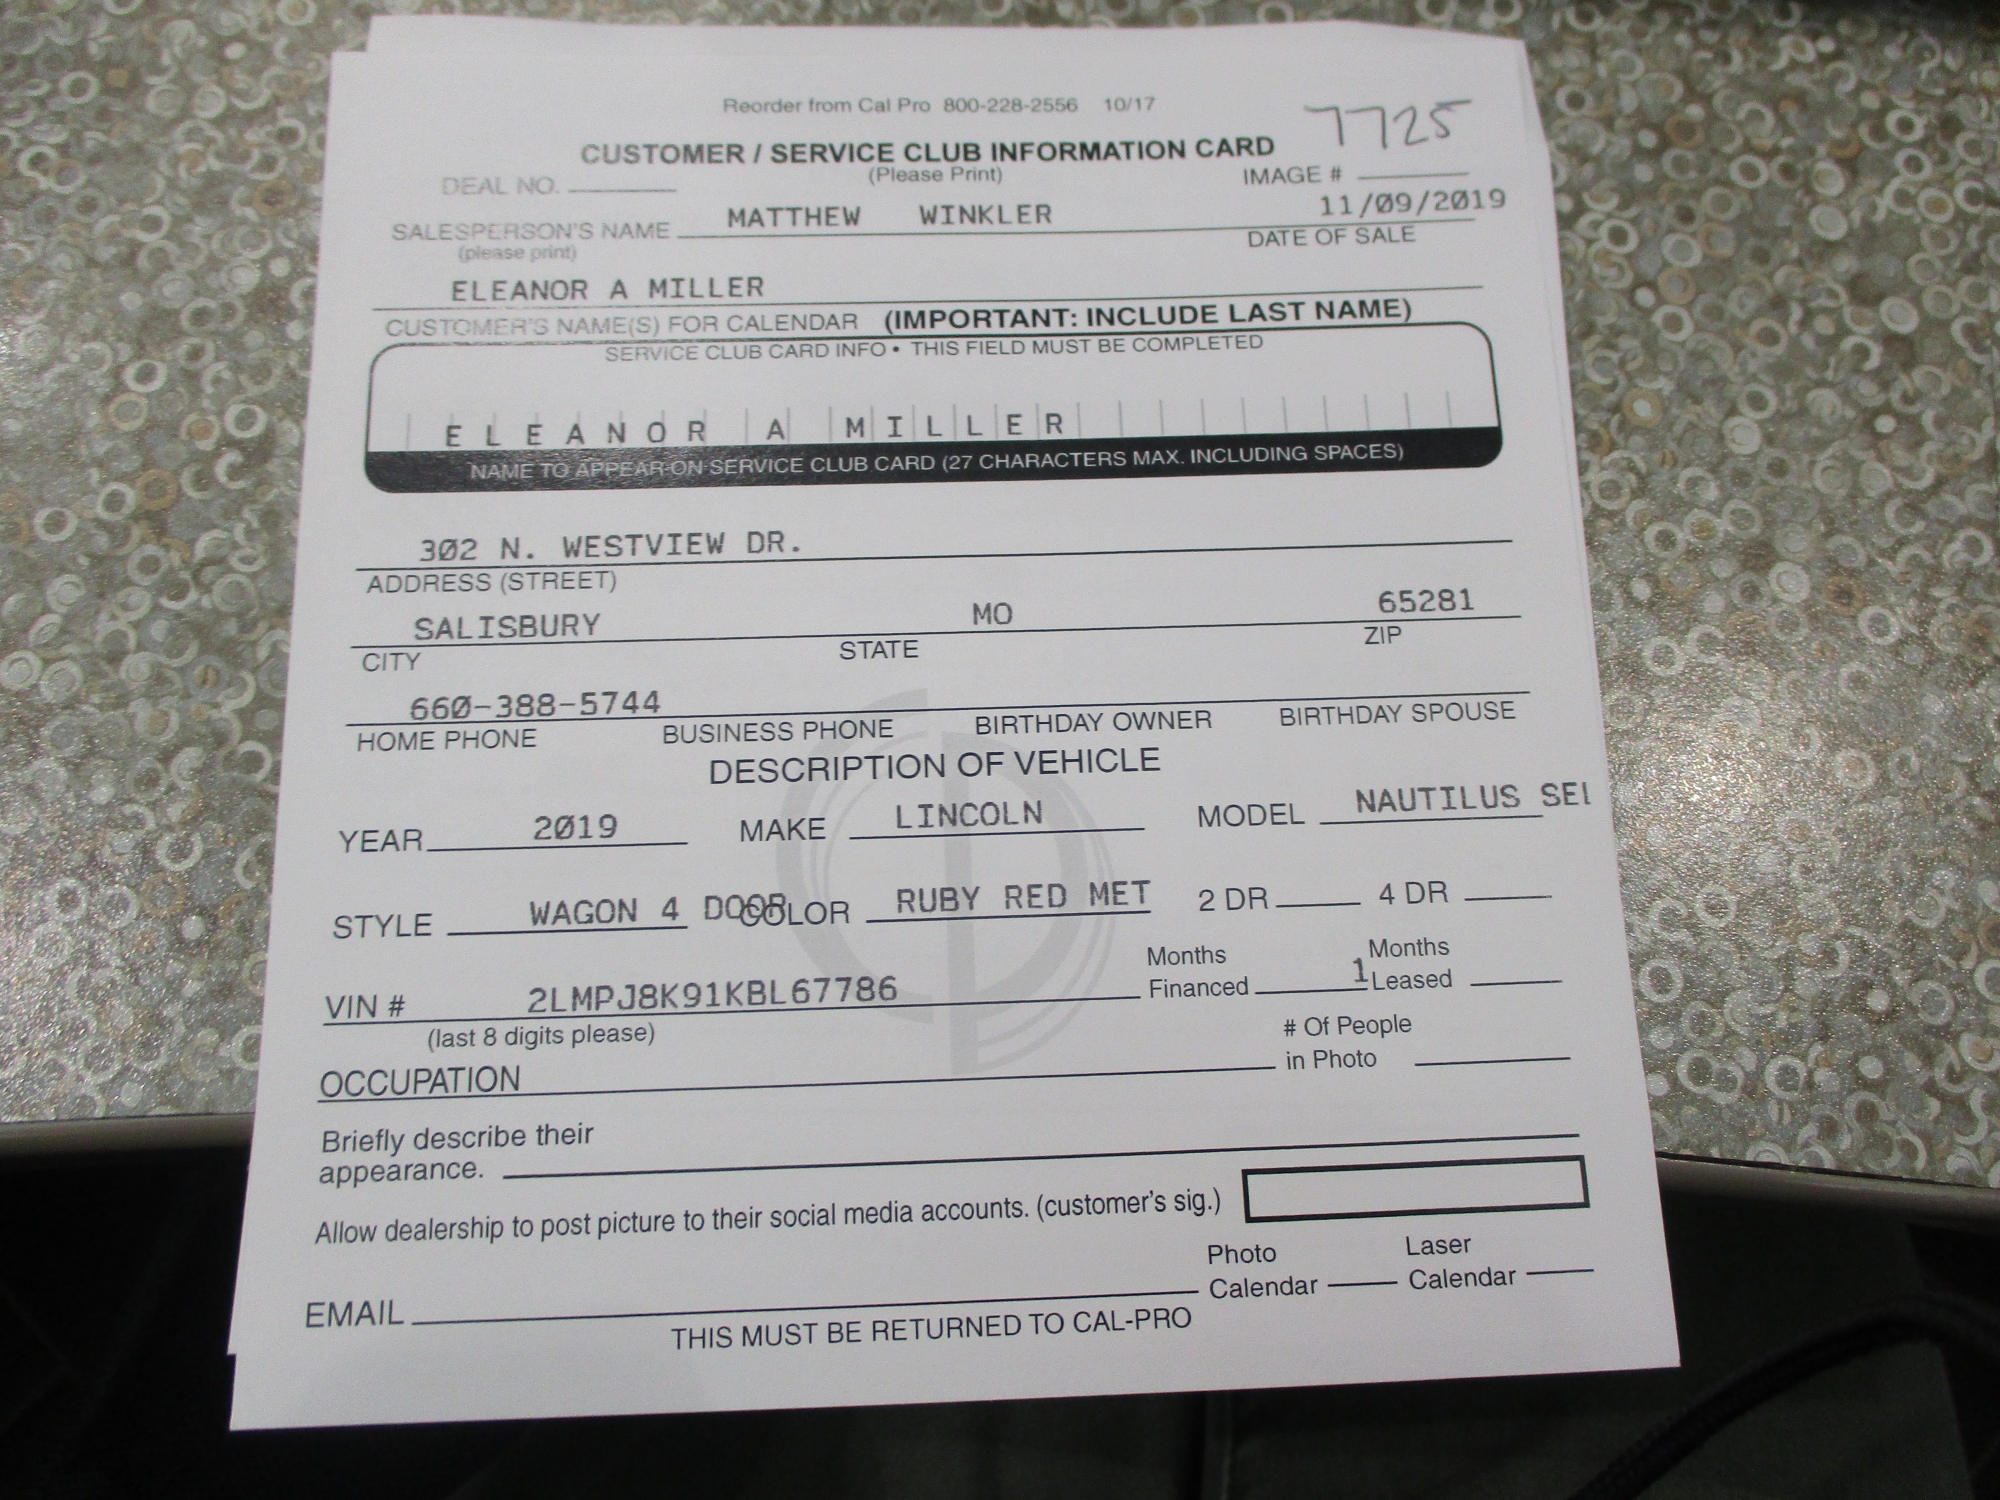 Reorder from Cal Pro 800-228-2556 10/17
7725
CUSTOMER / SERVICE CLUB INFORMATION CARD
(Please Print)
DEAL NO. IMAGE #
MATTHEW WINKLER 11/09/2019
SALESPERSON'S NAME DATE OF SALE
(please print)
ELEANOR A MILLER
CUSTOMER'S NAME(S) FOR CALENDAR (IMPORTANT: INCLUDE LAST NAME)
SERVICE CLUB CARD INFO • THIS FIELD MUST BE COMPLETED
ELEANOR A MILLER
NAME TO APPEAR ON SERVICE CLUB CARD (27 CHARACTERS MAX. INCLUDING SPACES)
302 N. WESTVIEW DR.
ADDRESS (STREET)
SALISBURY MO 65281
CITY STATE ZIP
660-388-5744
HOME PHONE BUSINESS PHONE BIRTHDAY OWNER BIRTHDAY SPOUSE
DESCRIPTION OF VEHICLE
YEAR 2019 MAKE LINCOLN MODEL NAUTILUS SEL
STYLE WAGON 4 DOOR COLOR RUBY RED MET 2 DR 4 DR
Months Months
VIN # 2LMPJ8K91KBL67786 Financed 1 Leased
(last 8 digits please)
# Of People
OCCUPATION in Photo
Briefly describe their
appearance.
Allow dealership to post picture to their social media accounts. (customer's sig.)
Photo Laser
EMAIL Calendar Calendar
THIS MUST BE RETURNED TO CAL-PRO